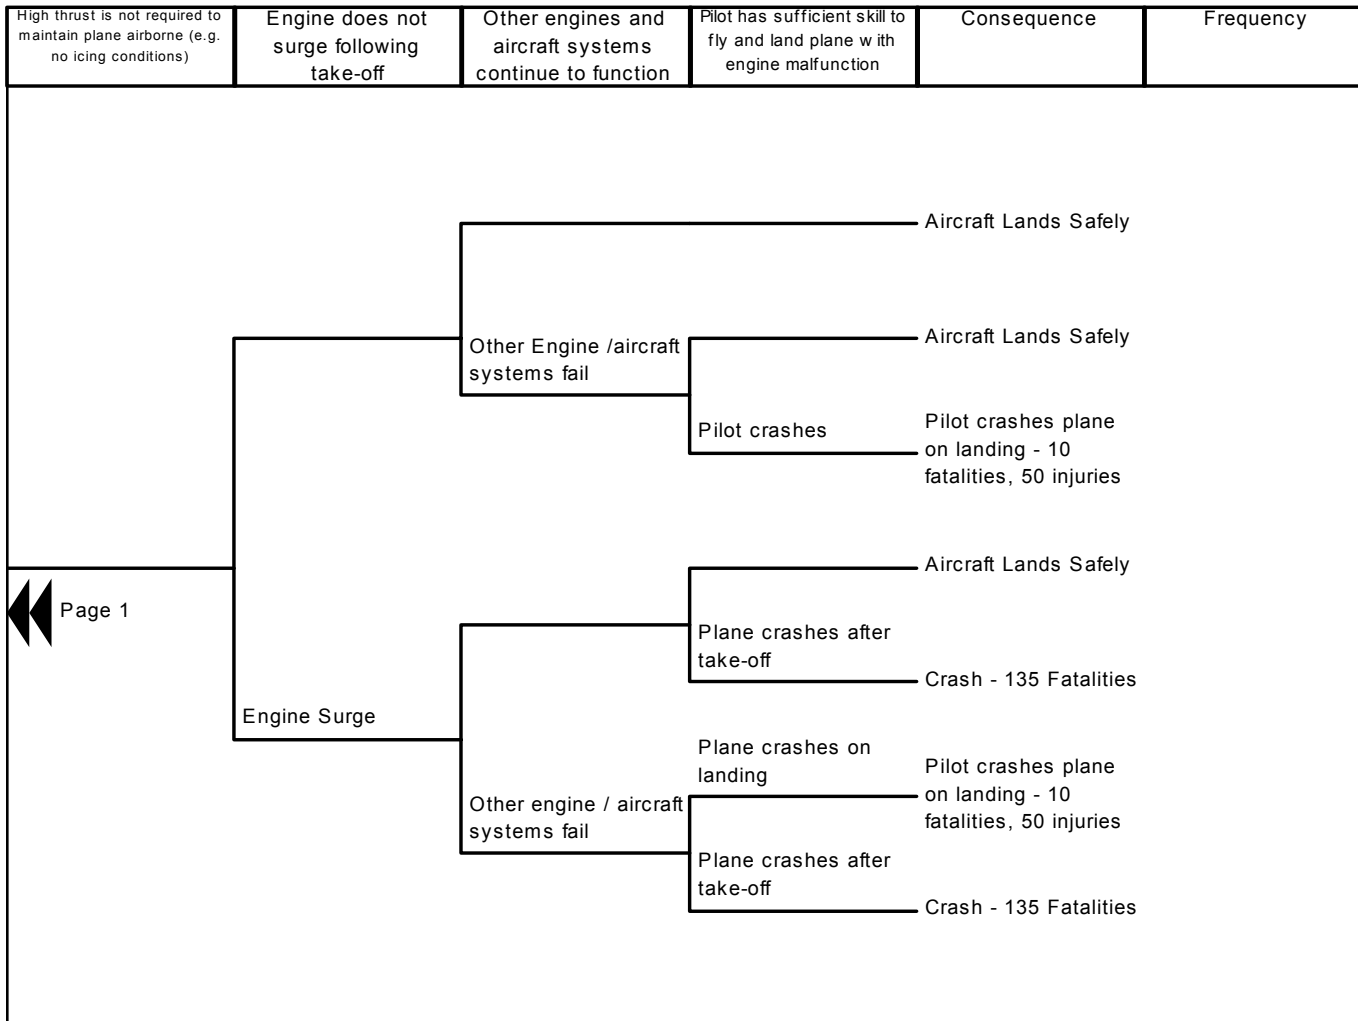 High thrust is not required to
maintain plane airborne (e.g.
no icing conditions)
Engine does not
surge following
take-off
Other engines and
aircraft systems
continue to function
Pilot has sufficient skill to
fly and land plane with
engine malfunction
Consequence
Frequency
Aircraft Lands Safely
Other Engine /aircraft
systems fail
Aircraft Lands Safely
Pilot crashes
Pilot crashes plane
on landing - 10
fatalities, 50 injuries
Page 1
Aircraft Lands Safely
Plane crashes after
take-off
Crash - 135 Fatalities
Engine Surge
Plane crashes on
landing
Pilot crashes plane
on landing - 10
fatalities, 50 injuries
Other engine / aircraft
systems fail
Plane crashes after
take-off
Crash - 135 Fatalities